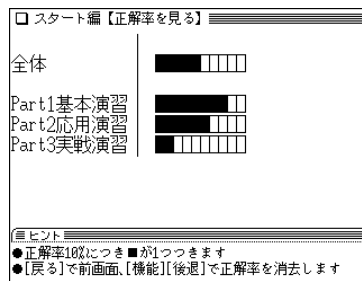 □ スタート編【正解率を見る】
全体
Part1基本演習
Part2応用演習
Part3実戦演習
ヒント
●正解率10%につき■が1つつきます
●[戻る]で前画面、[機能][後退]で正解率を消去します